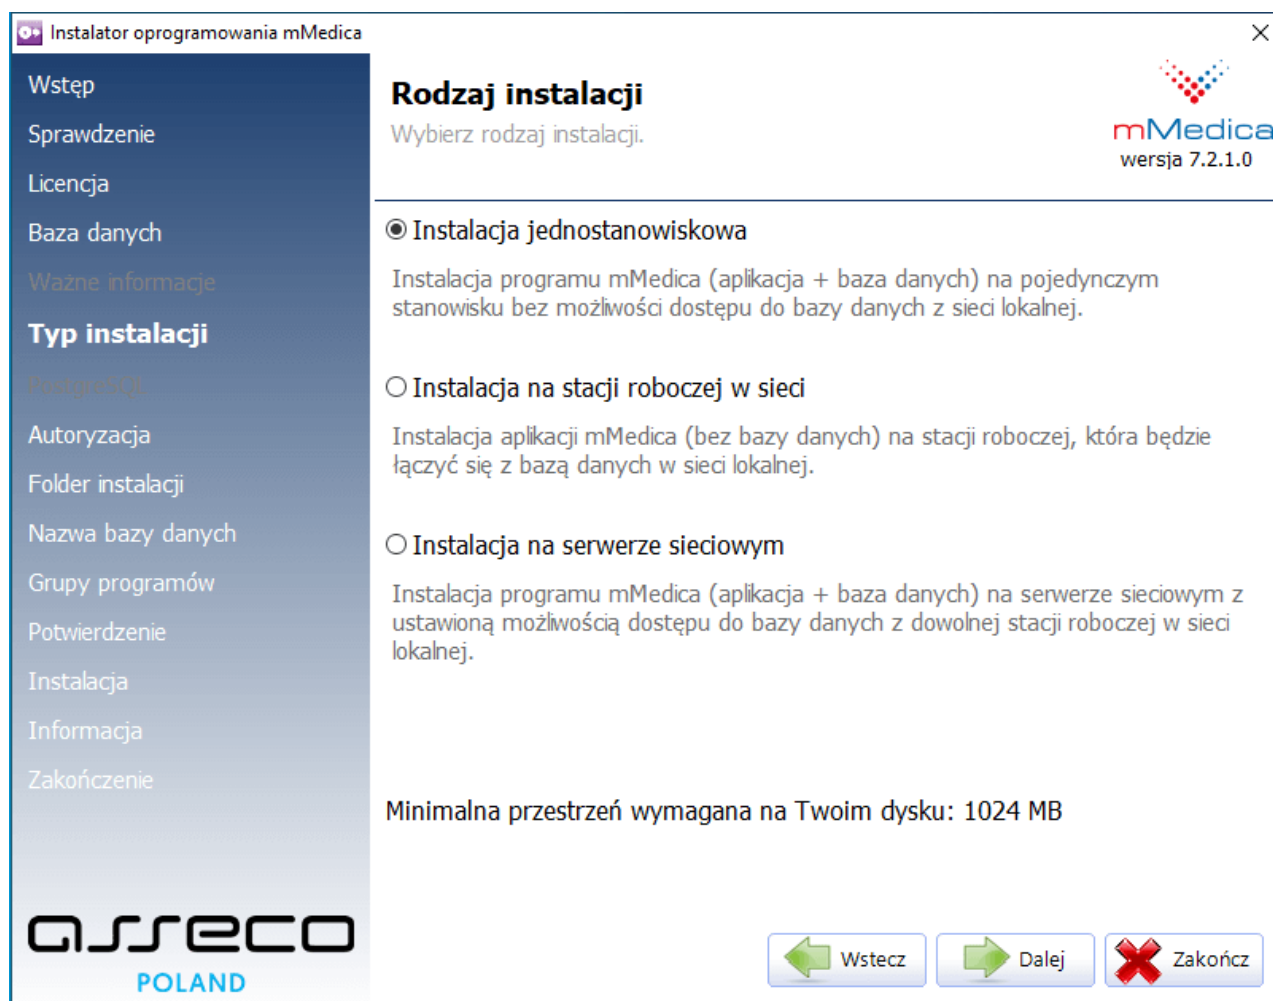 Instalator oprogramowania mMedica
Wstęp
Sprawdzenie
Licencja
Baza danych
Ważne informacje
Typ instalacji
PostgreSQL
Autoryzacja
Folder instalacji
Nazwa bazy danych
Grupy programów
Potwierdzenie
Instalacja
Informacja
Zakończenie
asseco
POLAND
Rodzaj instalacji
Wybierz rodzaj instalacji.
mMedica
wersja 7.2.1.0
Instalacja jednostanowiskowa
Instalacja programu mMedica (aplikacja + baza danych) na pojedynczym
stanowisku bez możliwości dostępu do bazy danych z sieci lokalnej.
Instalacja na stacji roboczej w sieci
Instalacja aplikacji mMedica (bez bazy danych) na stacji roboczej, która będzie
łączyć się z bazą danych w sieci lokalnej.
Instalacja na serwerze sieciowym
Instalacja programu mMedica (aplikacja + baza danych) na serwerze sieciowym z
ustawioną możliwością dostępu do bazy danych z dowolnej stacji roboczej w sieci
lokalnej.
Minimalna przestrzeń wymagana na Twoim dysku: 1024 MB
Wstecz
Dalej
Zakończ